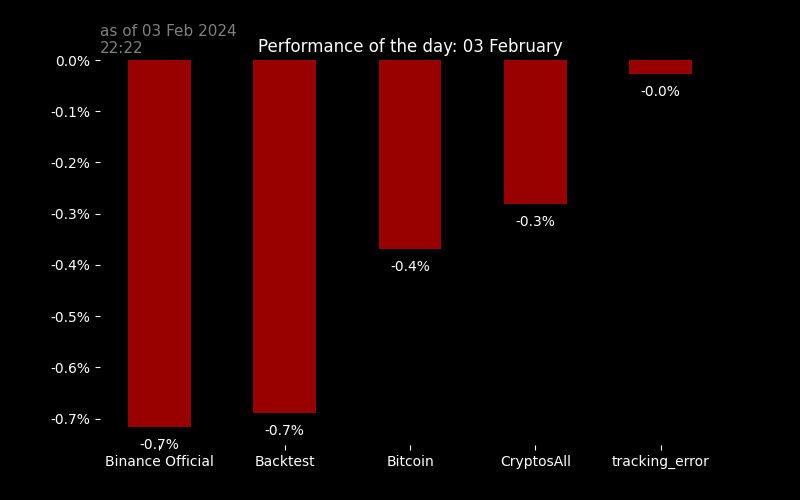 as of 03 Feb 2024
22:22
Performance of the day: 03 February
0.0%
-0.1%
-0.2%
-0.3%
-0.4%
-0.5%
-0.6%
-0.7%
-0.7%
-0.7%
-0.4%
-0.3%
-0.0%
Binance Official
Backtest
Bitcoin
CryptosAll
tracking_error